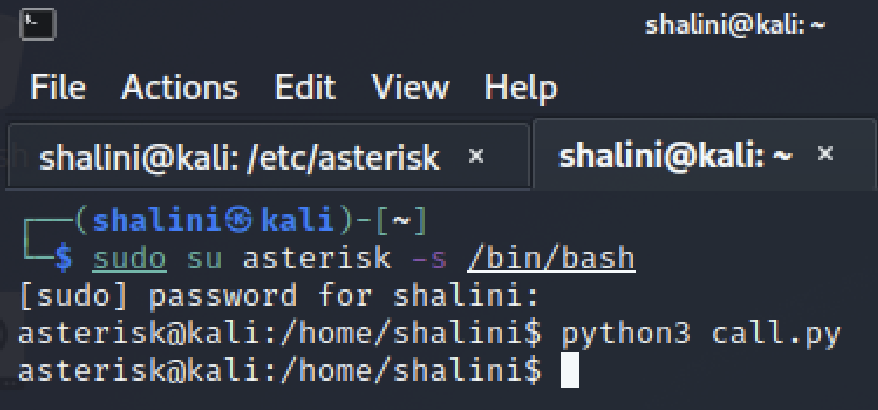 shalini@kali: ~
File Actions Edit View Help
shalini@kali: /etc/asterisk × shalini@kali: ~ ×
┌──(shalini㉿kali)-[~]
└─$ sudo su asterisk -s /bin/bash
[sudo] password for shalini:
asterisk@kali:/home/shalini$ python3 call.py
asterisk@kali:/home/shalini$